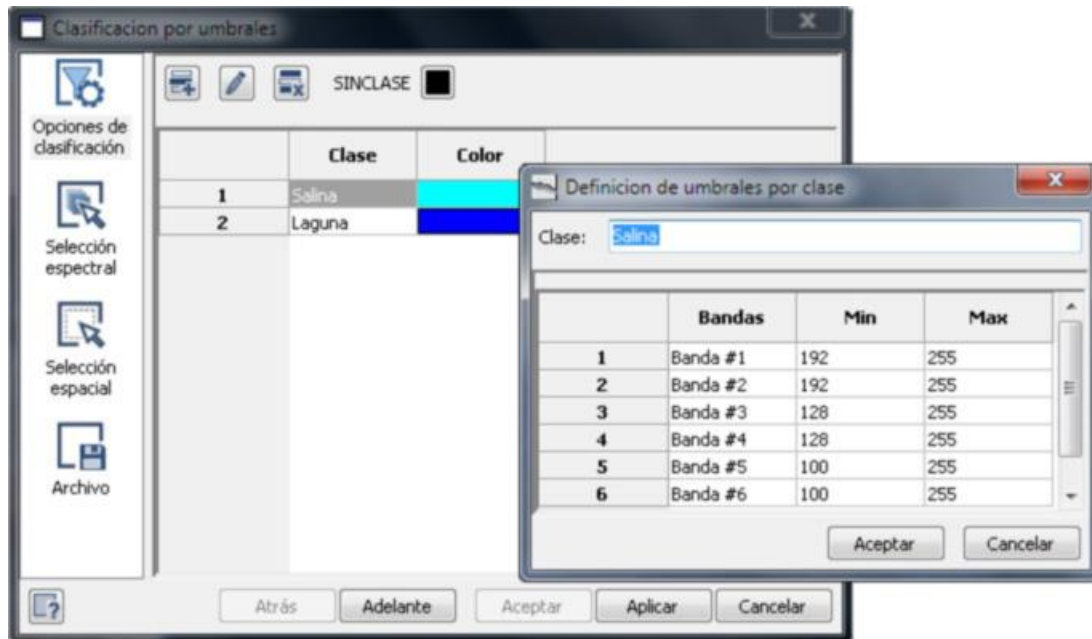 Clasificacion por umbrales
Opciones de
clasificación
Selección
espectral
Selección
espacial
Archivo
SINCLASE
Clase Color
1 Salina
2 Laguna
Atrás Adelante Aceptar Aplicar Cancelar
Definicion de umbrales por clase
Clase: Salina
Bandas Min Max
1 Banda #1 192 255
2 Banda #2 192 255
3 Banda #3 128 255
4 Banda #4 128 255
5 Banda #5 100 255
6 Banda #6 100 255
Aceptar Cancelar